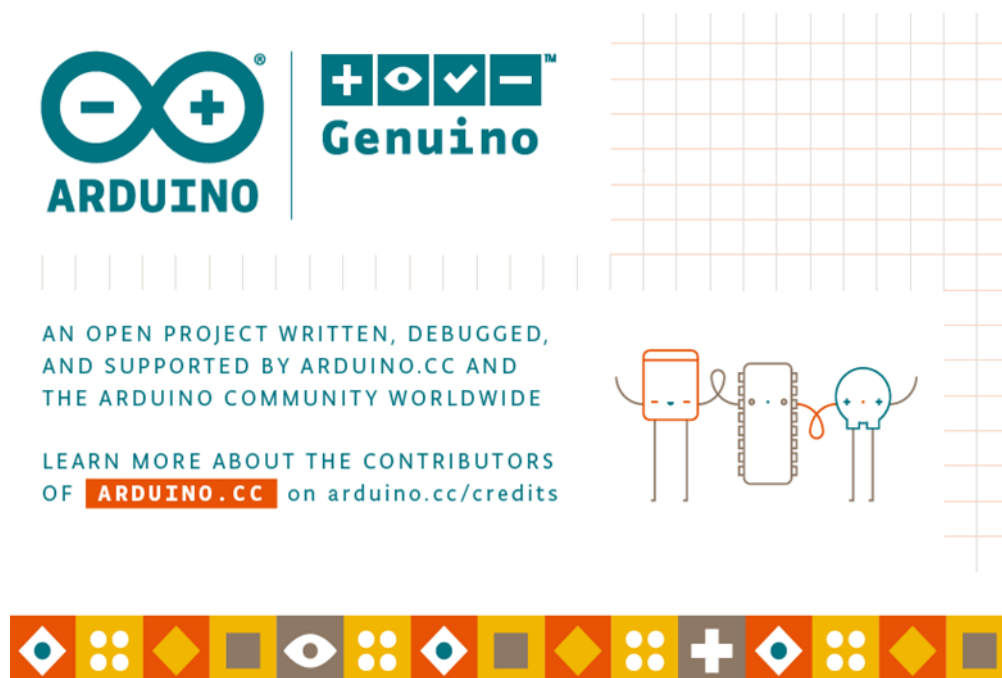 ARDUINO
®
Genuino
TM
AN OPEN PROJECT WRITTEN, DEBUGGED,
AND SUPPORTED BY ARDUINO.CC AND
THE ARDUINO COMMUNITY WORLDWIDE
LEARN MORE ABOUT THE CONTRIBUTORS
OF ARDUINO.CC on arduino.cc/credits